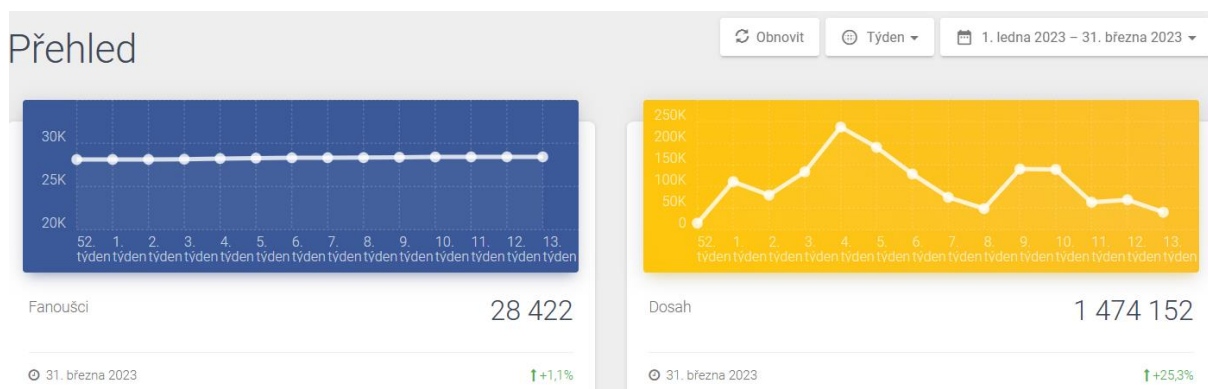 Přehled
Obnovit
Týden
1. ledna 2023 – 31. března 2023
30K
25K
20K
52. 1. 2. 3. 4. 5. 6. 7. 8. 9. 10. 11. 12. 13.
týden týden týden týden týden týden týden týden týden týden týden týden týden týden
Fanoušci
28 422
31. března 2023
+1,1%
250K
200K
150K
100K
50K
0
52. 1. 2. 3. 4. 5. 6. 7. 8. 9. 10. 11. 12. 13.
týden týden týden týden týden týden týden týden týden týden týden týden týden týden
Dosah
1 474 152
31. března 2023
+25,3%